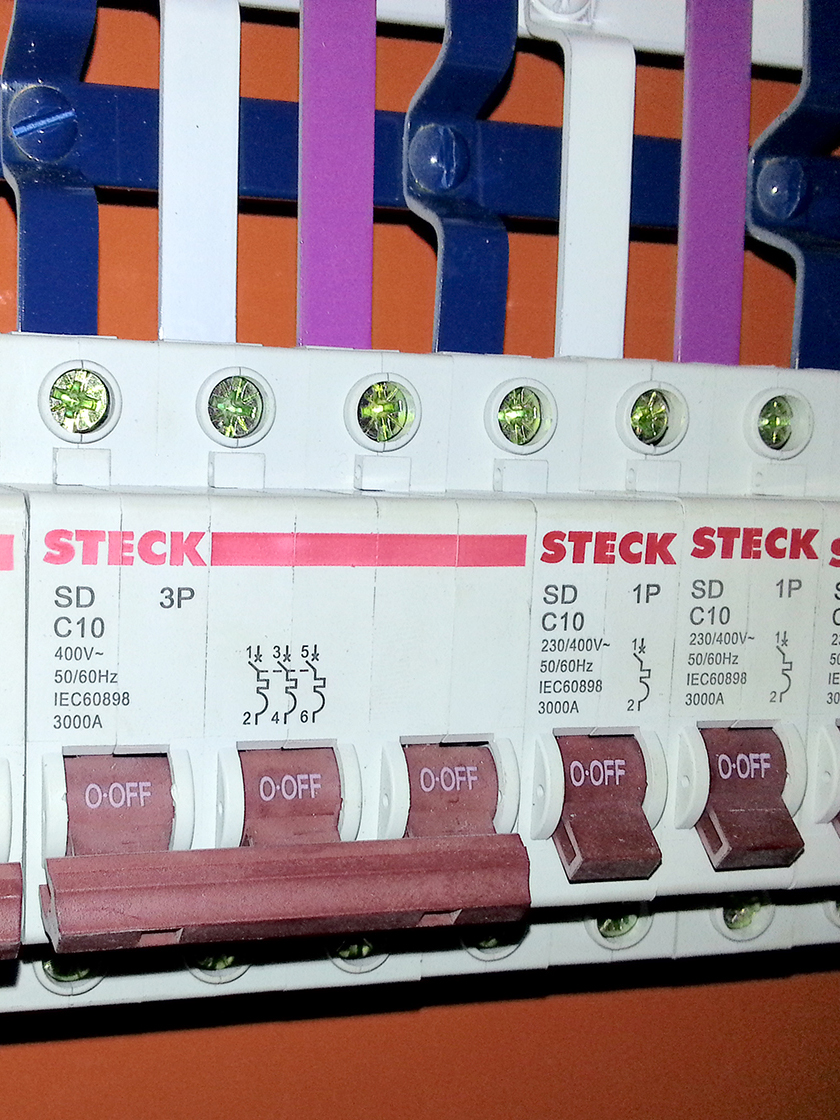 STECK
SD 3P
C10
400V~
50/60Hz
IEC60898
3000A
1 3 5
2 4 6
O·OFF
O·OFF
O·OFF
STECK
SD 1P
C10
230/400V~
50/60Hz
IEC60898
3000A
1
2
O·OFF
STECK
SD 1P
C10
230/400V~
50/60Hz
IEC60898
3000A
1
2
O·OFF